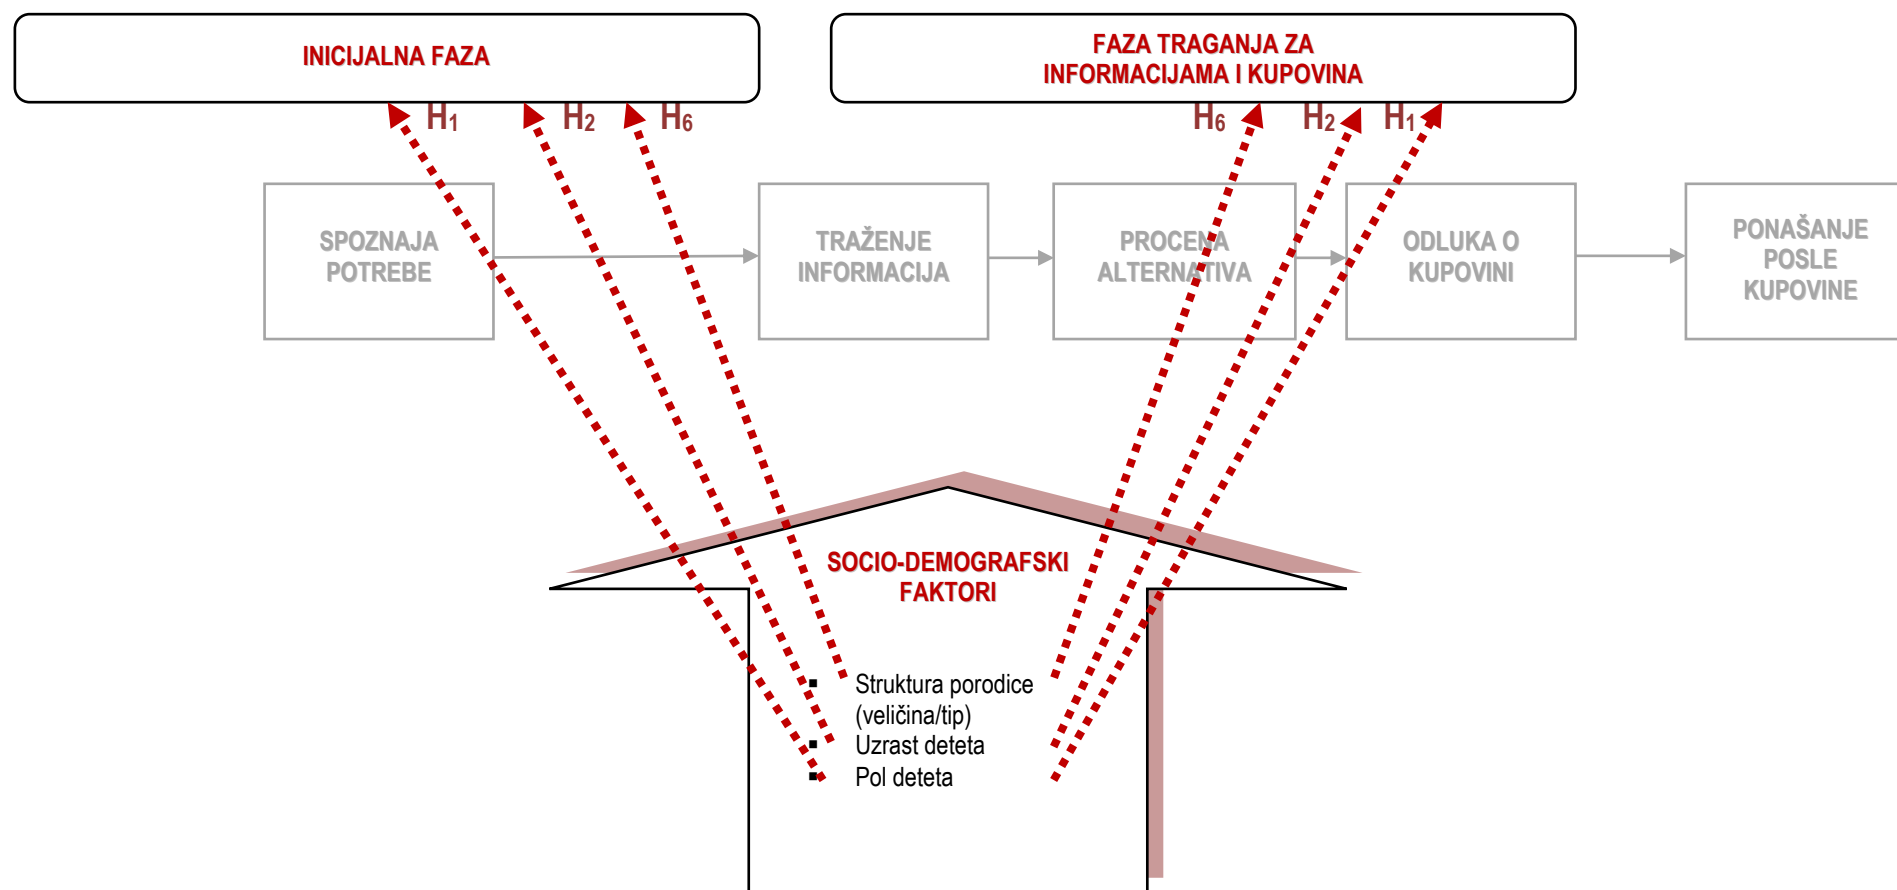 INICIJALNA FAZA
FAZA TRAGANJA ZA
INFORMACIJAMA I KUPOVINA
H1 H2 H6
H6 H2 H1
SPOZNAJA
POTREBE
TRAŽENJE
INFORMACIJA
PROCENA
ALTERNATIVA
ODLUKA O
KUPOVINI
PONAŠANJE
POSLE
KUPOVINE
SOCIO-DEMOGRAFSKI
FAKTORI
▪ Struktura porodice
(veličina/tip)
▪ Uzrast deteta
▪ Pol deteta